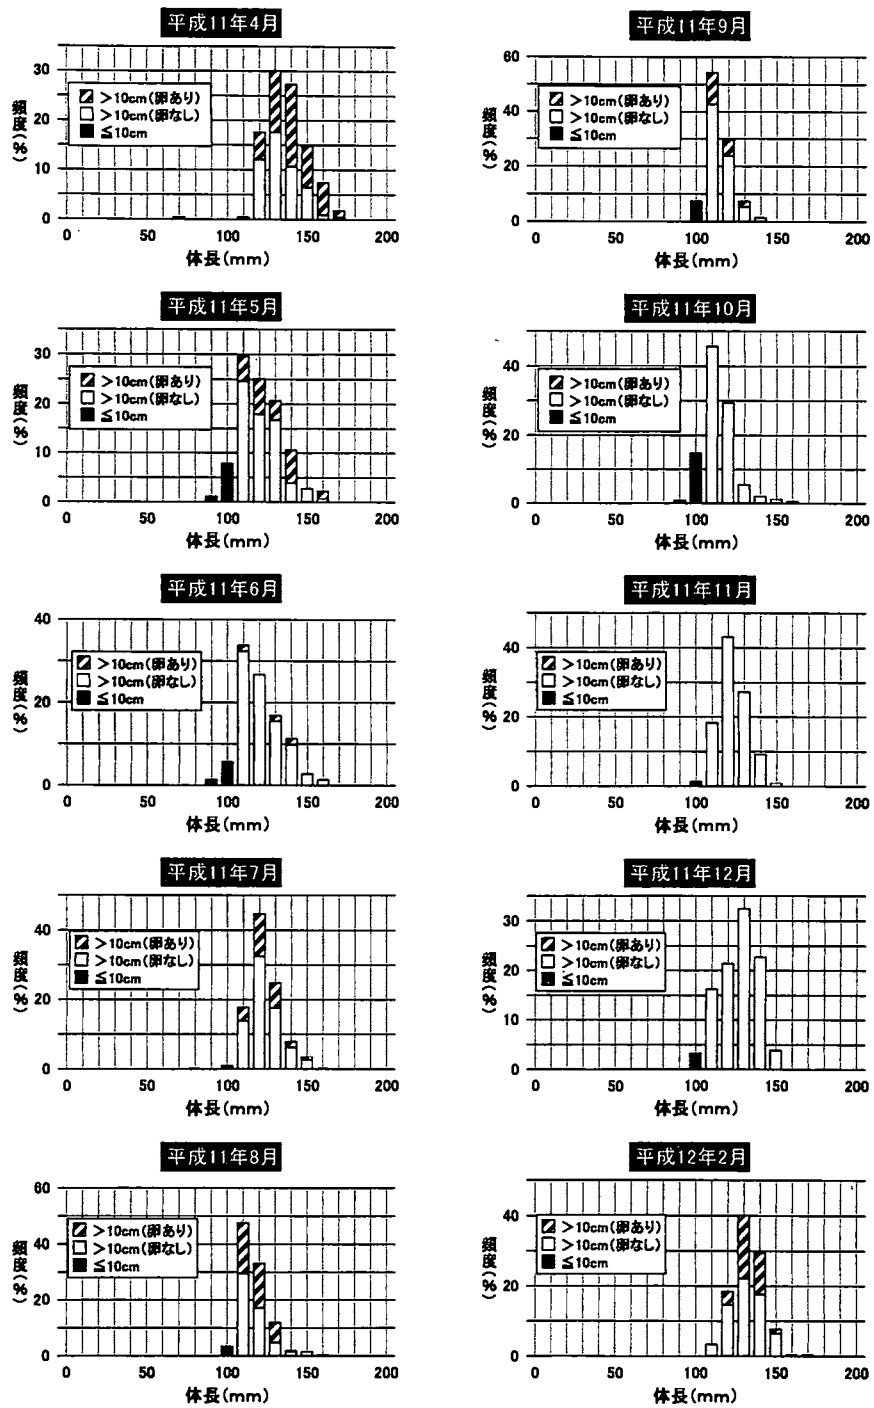 平成11年4月
頻度(%)
30
20
10
0
>10cm(卵あり)
>10cm(卵なし)
≦10cm
0 50 100 150 200
体長(mm)
平成11年5月
頻度(%)
30
20
10
0
>10cm(卵あり)
>10cm(卵なし)
≦10cm
0 50 100 150 200
体長(mm)
平成11年6月
頻度(%)
40
20
0
>10cm(卵あり)
>10cm(卵なし)
≦10cm
0 50 100 150 200
体長(mm)
平成11年7月
頻度(%)
40
20
0
>10cm(卵あり)
>10cm(卵なし)
≦10cm
0 50 100 150 200
体長(mm)
平成11年8月
頻度(%)
60
40
20
0
>10cm(卵あり)
>10cm(卵なし)
≦10cm
0 50 100 150 200
体長(mm)
平成11年9月
頻度(%)
60
40
20
0
>10cm(卵あり)
>10cm(卵なし)
≦10cm
0 50 100 150 200
体長(mm)
平成11年10月
頻度(%)
40
20
0
>10cm(卵あり)
>10cm(卵なし)
≦10cm
0 50 100 150 200
体長(mm)
平成11年11月
頻度(%)
40
20
0
>10cm(卵あり)
>10cm(卵なし)
≦10cm
0 50 100 150 200
体長(mm)
平成11年12月
頻度(%)
30
20
10
0
>10cm(卵あり)
>10cm(卵なし)
≦10cm
0 50 100 150 200
体長(mm)
平成12年2月
頻度(%)
40
20
0
>10cm(卵あり)
>10cm(卵なし)
≦10cm
0 50 100 150 200
体長(mm)